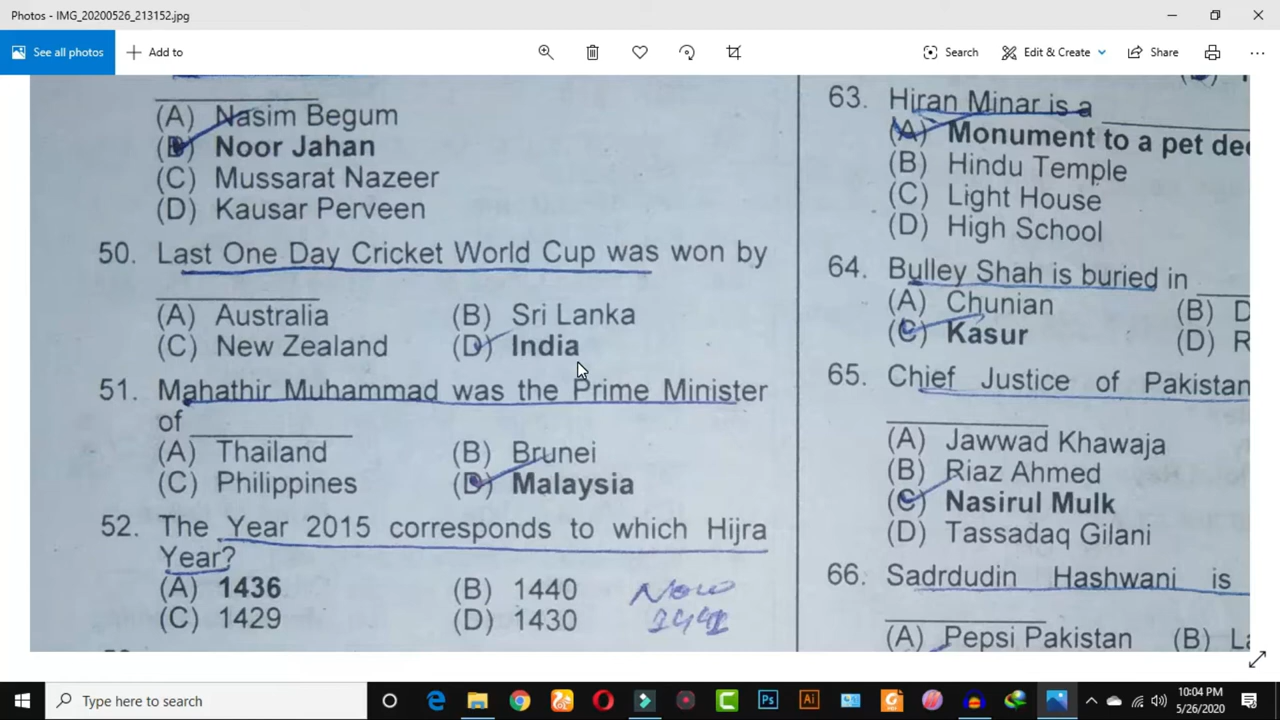 Photos - IMG_20200526_213152.jpg
See all photos
Add to
Search
Edit & Create
Share
(A) Nasim Begum
(B) Noor Jahan
(C) Mussarat Nazeer
(D) Kausar Perveen
50. Last One Day Cricket World Cup was won by
(A) Australia (B) Sri Lanka
(C) New Zealand (D) India
51. Mahathir Muhammad was the Prime Minister
of
(A) Thailand (B) Brunei
(C) Philippines (D) Malaysia
52. The Year 2015 corresponds to which Hijra
Year?
(A) 1436 (B) 1440 Now
(C) 1429 (D) 1430 1441
63. Hiran Minar is a
(A) Monument to a pet
(B) Hindu Temple
(C) Light House
(D) High School
64. Bulley Shah is buried in
(A) Chunian (B)
(C) Kasur (D)
65. Chief Justice of Pakistan
(A) Jawwad Khawaja
(B) Riaz Ahmed
(C) Nasirul Mulk
(D) Tassadaq Gilani
66. Sadrdudin Hashwani is
(A) Pepsi Pakistan (B)
Type here to search
10:04 PM
5/26/2020